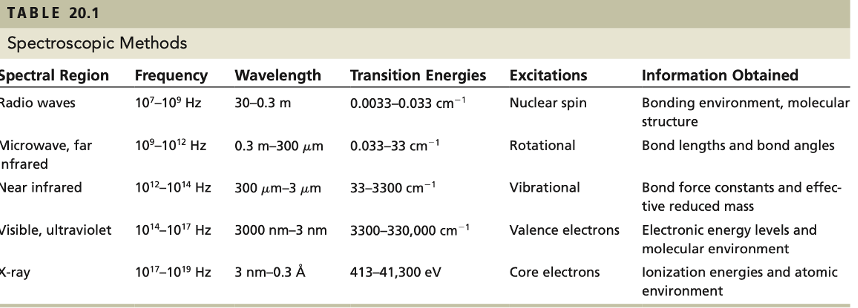 TABLE 20.1
Spectroscopic Methods
Spectral Region Frequency Wavelength Transition Energies Excitations Information Obtained
Radio waves 10⁷–10⁹ Hz 30–0.3 m 0.0033–0.033 cm⁻¹ Nuclear spin Bonding environment, molecular
structure
Microwave, far 10⁹–10¹² Hz 0.3 m–300 μm 0.033–33 cm⁻¹ Rotational Bond lengths and bond angles
infrared
Near infrared 10¹²–10¹⁴ Hz 300 μm–3 μm 33–3300 cm⁻¹ Vibrational Bond force constants and effec-
tive reduced mass
Visible, ultraviolet 10¹⁴–10¹⁷ Hz 3000 nm–3 nm 3300–330,000 cm⁻¹ Valence electrons Electronic energy levels and
molecular environment
X-ray 10¹⁷–10¹⁹ Hz 3 nm–0.3 Å 413–41,300 eV Core electrons Ionization energies and atomic
environment